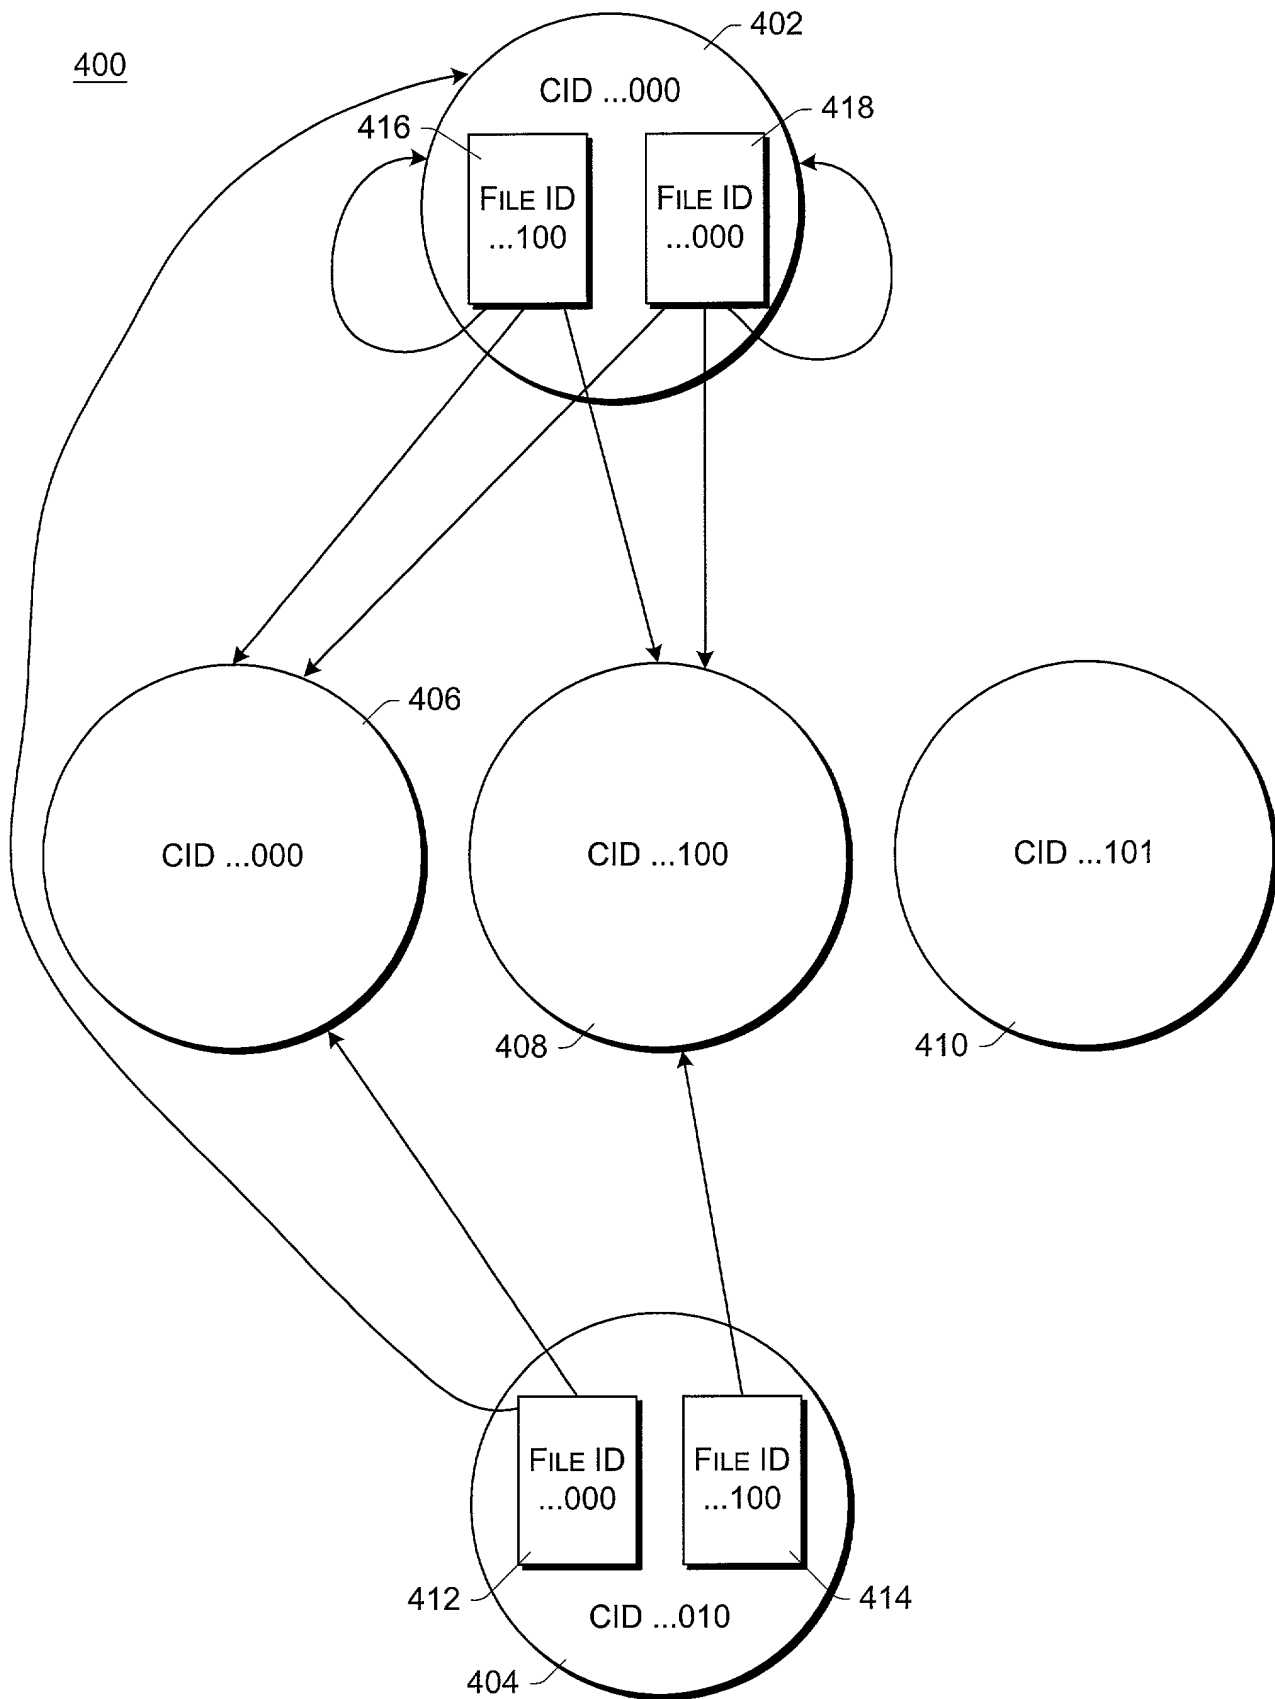 400
402
CID ...000
416
418
FILE ID
...100
FILE ID
...000
406
CID ...000
CID ...100
CID ...101
408
410
FILE ID
...000
FILE ID
...100
412
414
CID ...010
404